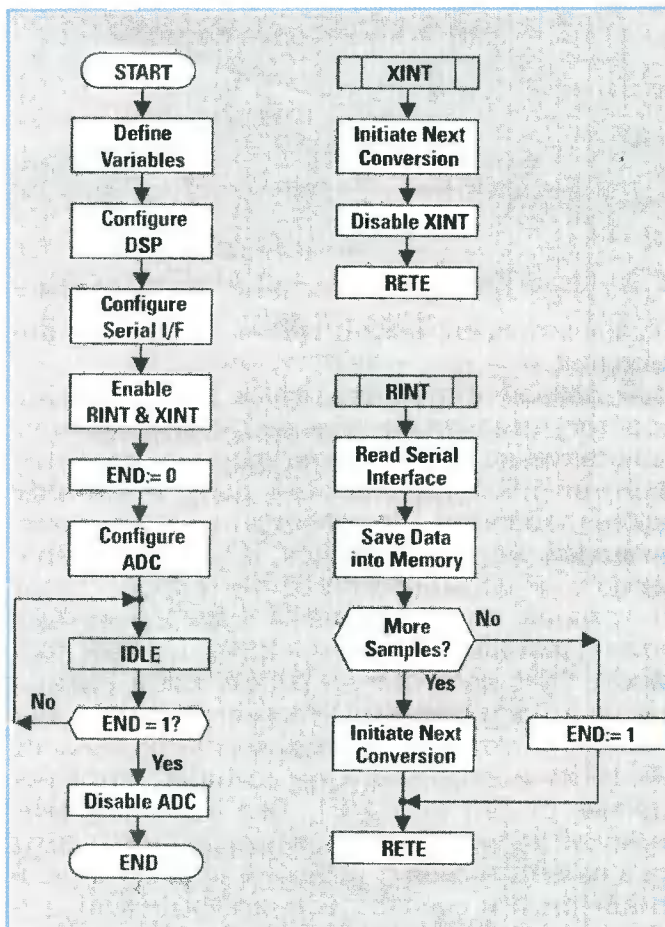 START
Define
Variables
Configure
DSP
Configure
Serial I/F
Enable
RINT & XINT
END:= 0
Configure
ADC
IDLE
No
END = 1?
Yes
Disable ADC
END
XINT
Initiate Next
Conversion
Disable XINT
RETE
RINT
Read Serial
Interface
Save Data
into Memory
More
Samples?
No
Yes
Initiate Next
Conversion
END:= 1
RETE